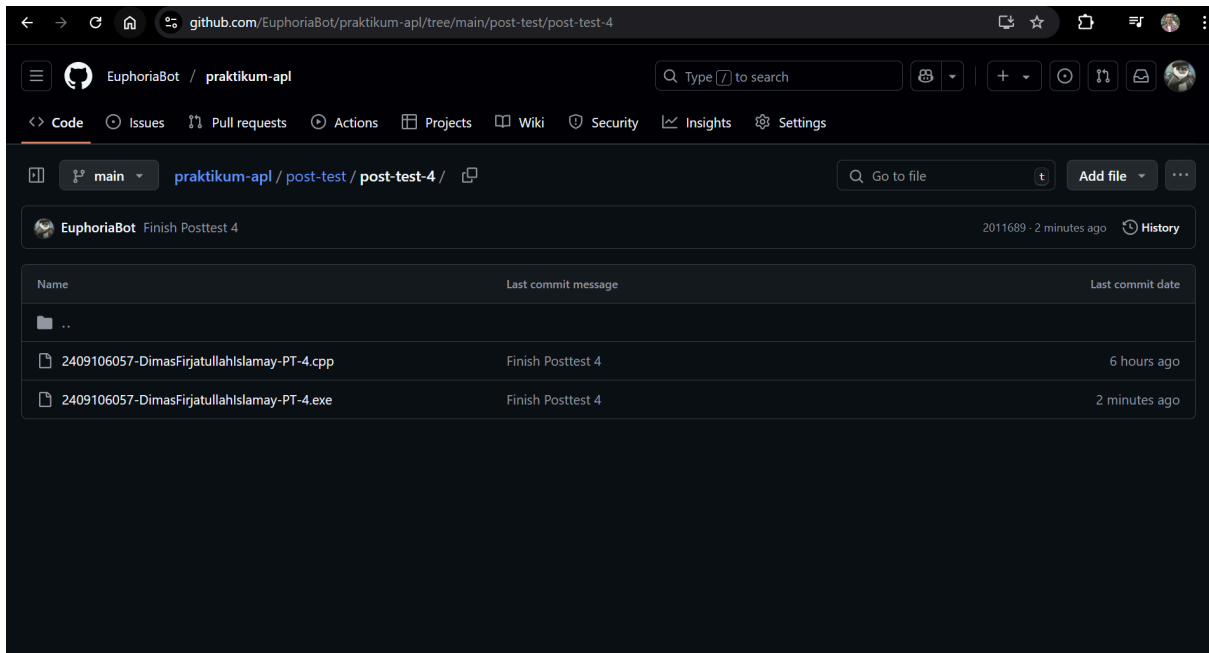 github.com/EuphoriaBot/praktikum-apl/tree/main/post-test/post-test-4
EuphoriaBot / praktikum-apl
Type / to search
Code Issues Pull requests Actions Projects Wiki Security Insights Settings
main praktikum-apl / post-test / post-test-4 / Go to file t Add file
EuphoriaBot Finish Posttest 4 2011689 · 2 minutes ago History
Name Last commit message Last commit date
..
2409106057-DimasFirjatullahIslamay-PT-4.cpp Finish Posttest 4 6 hours ago
2409106057-DimasFirjatullahIslamay-PT-4.exe Finish Posttest 4 2 minutes ago